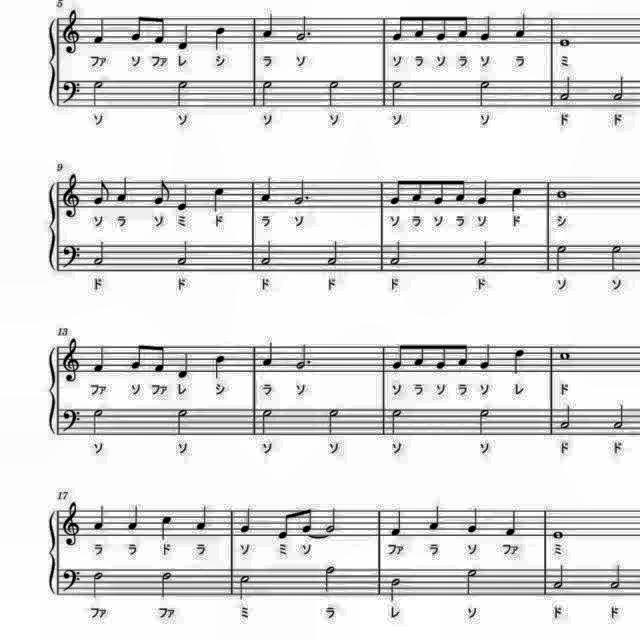 5
ファ ソ ファ レ シ ラ ソ ソ ラ ソ ラ ソ ラ ミ
ソ ソ ソ ソ ソ ソ ド ド
9
ソ ラ ソ ミ ド ラ ソ ソ ラ ソ ラ ソ ド シ
ド ド ド ド ド ド ソ ソ
13
ファ ソ ファ レ シ ラ ソ ソ ラ ソ ラ ソ レ ド
ソ ソ ソ ソ ソ ソ ド ド
17
ラ ラ ド ラ ソ ミ ソ ファ ラ ソ ファ ミ
ファ ファ ミ ラ レ ソ ド ド